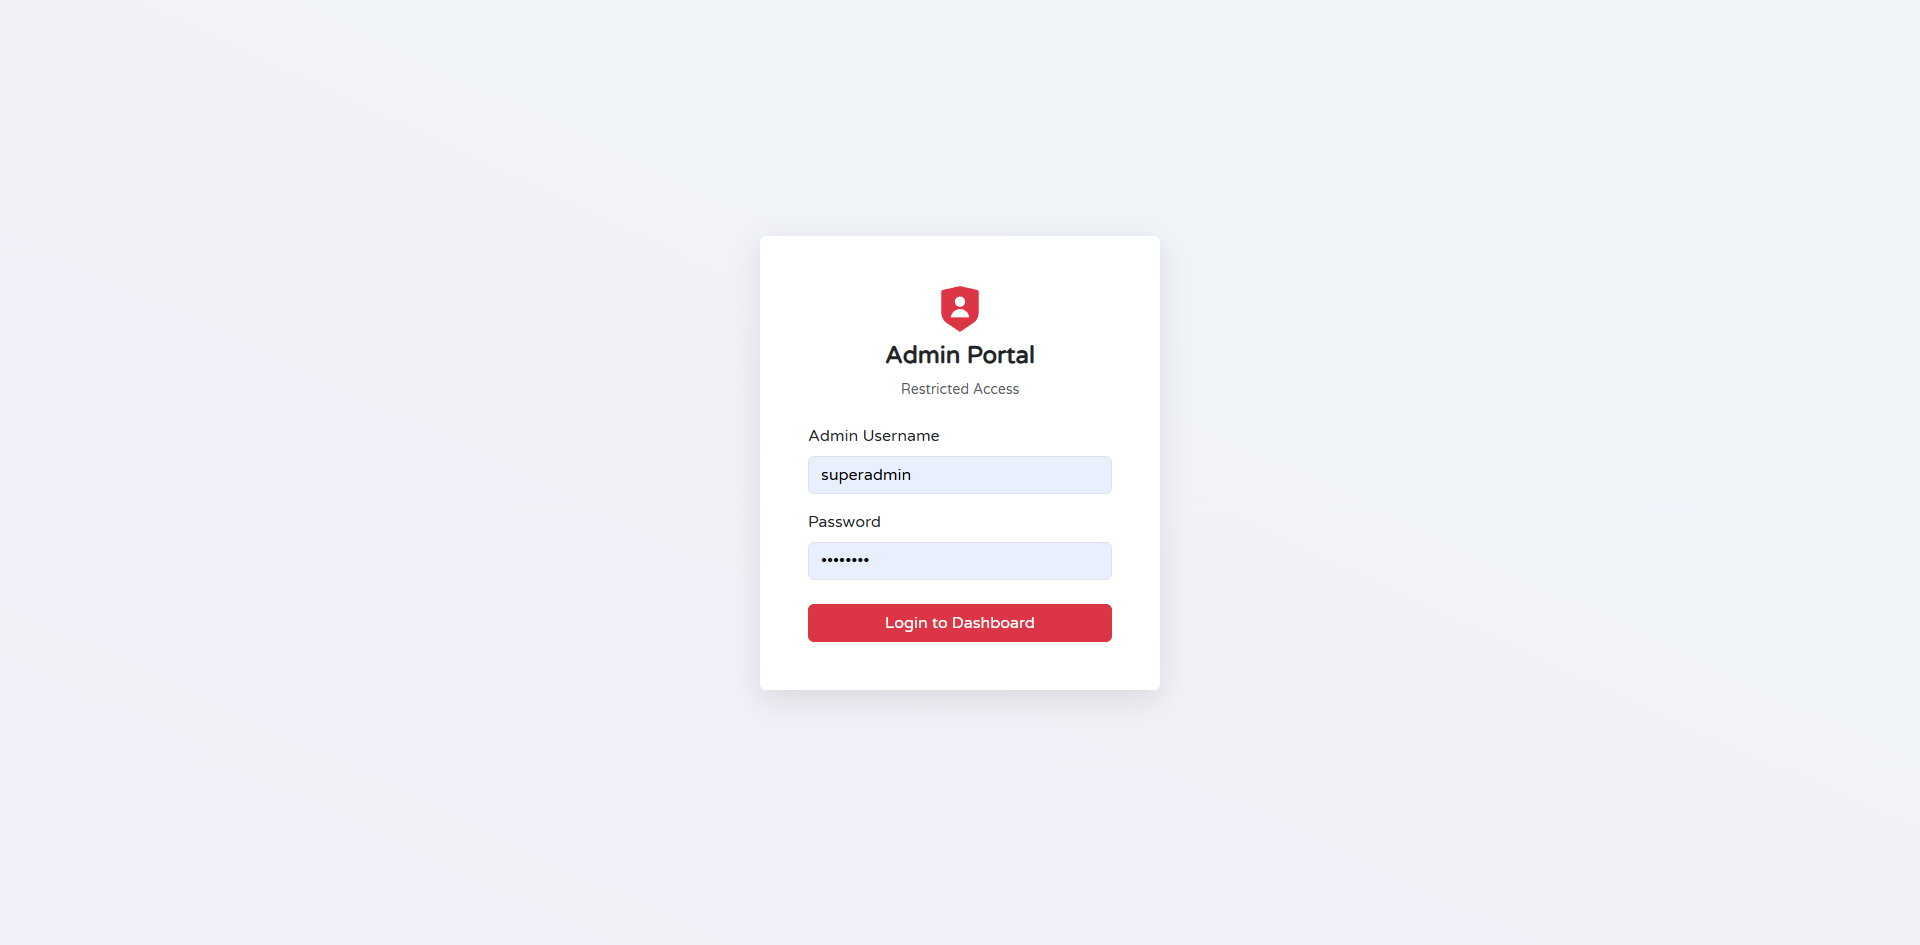 Admin Portal
Restricted Access
Admin Username
superadmin
Password
••••••••
Login to Dashboard